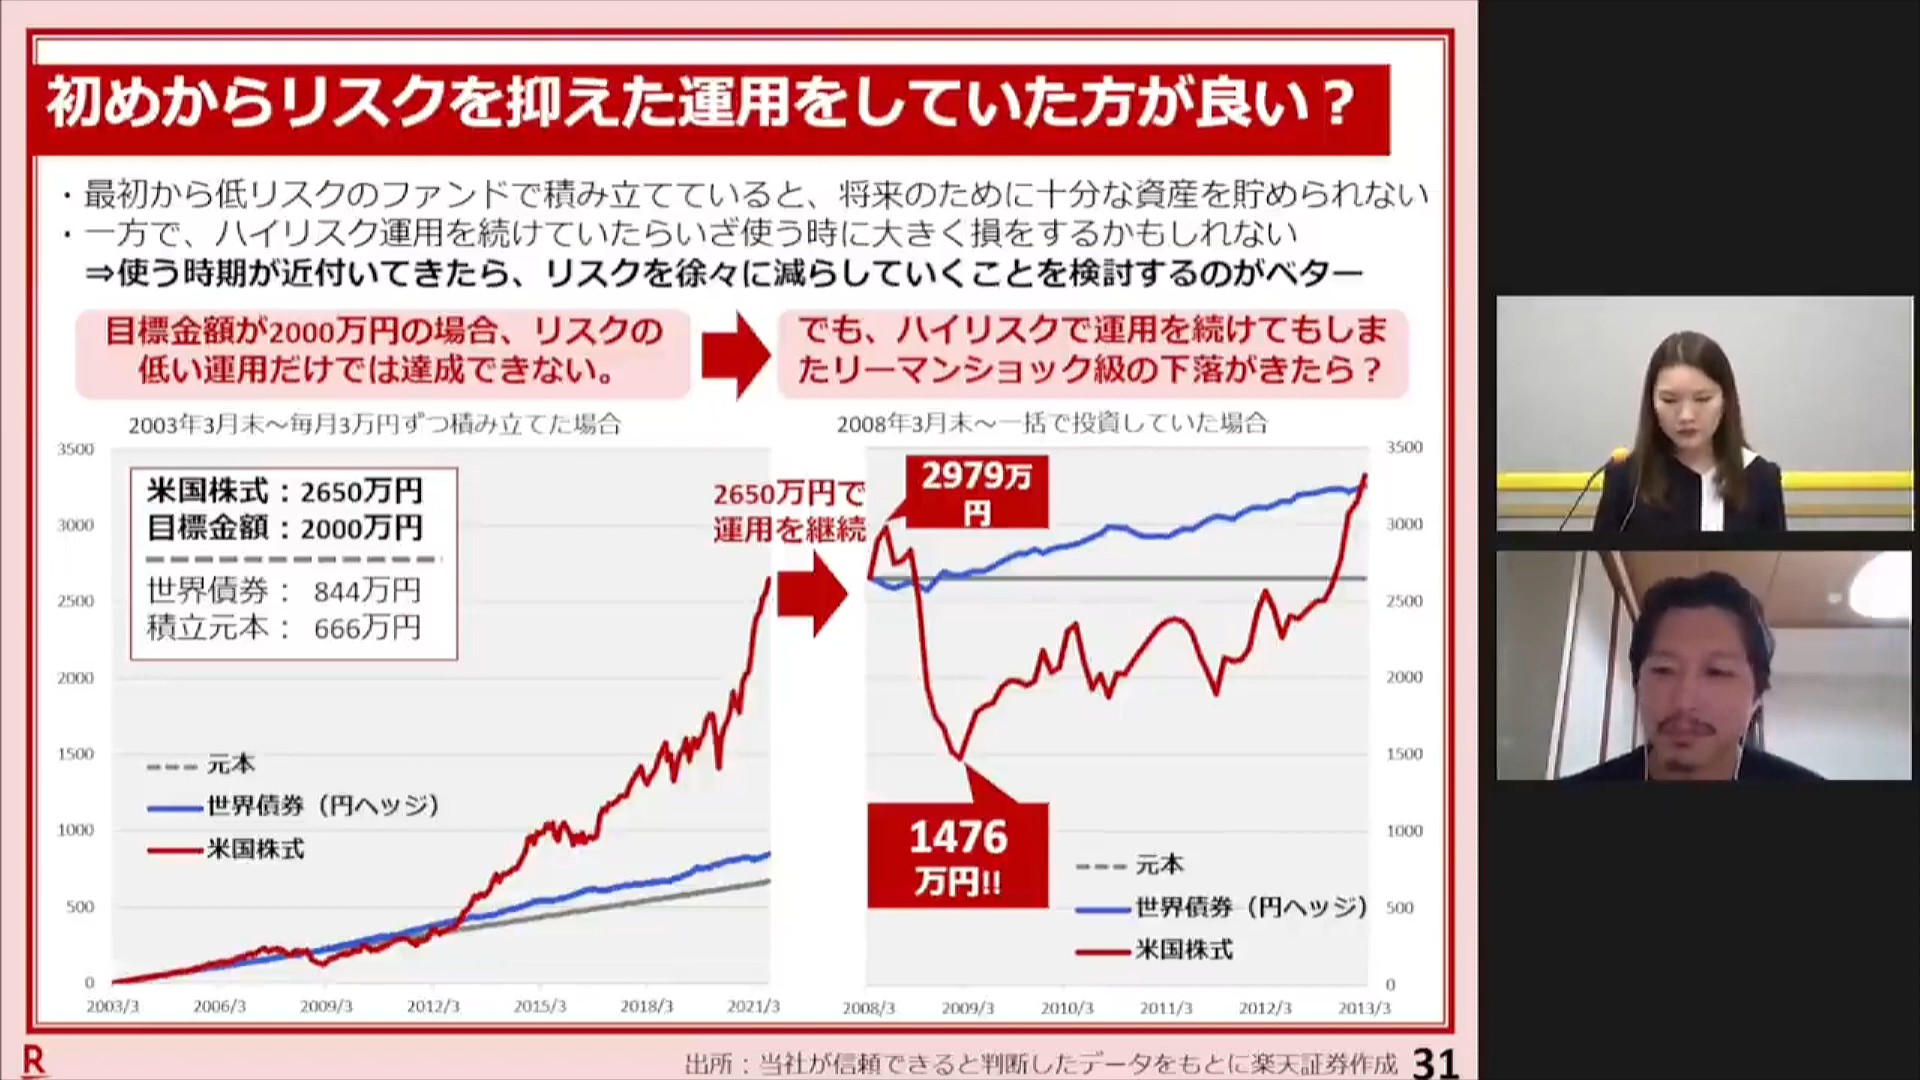 初めからリスクを抑えた運用をしていた方が良い？
・最初から低リスクのファンドで積み立てていると、将来のために十分な資産を貯められない
・一方で、ハイリスク運用を続けていたらいざ使う時に大きく損をするかもしれない
⇒使う時期が近付いてきたら、リスクを徐々に減らしていくことを検討するのがベター
目標金額が2000万円の場合、リスクの
低い運用だけでは達成できない。
でも、ハイリスクで運用を続けてもしま
たリーマンショック級の下落がきたら？
2003年3月末～毎月3万円ずつ積み立てた場合
3500
3000
2500
2000
1500
1000
500
0
米国株式：2650万円
目標金額：2000万円
世界債券： 844万円
積立元本： 666万円
元本
世界債券（円ヘッジ）
米国株式
2003/3
2006/3
2009/3
2012/3
2015/3
2018/3
2021/3
2650万円で
運用を継続
2008年3月末～一括で投資していた場合
2979万
円
1476
万円!!
元本
世界債券（円ヘッジ）
米国株式
3500
3000
2500
2000
1500
1000
500
0
2008/3
2009/3
2010/3
2011/3
2012/3
2013/3
R
出所：当社が信頼できると判断したデータをもとに楽天証券作成
31